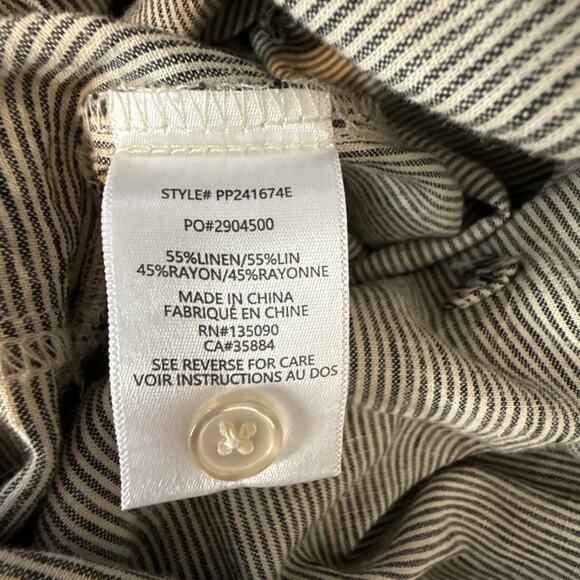 STYLE# PP241674E
PO#2904500
55%LINEN/55%LIN
45%RAYON/45%RAYONNE
MADE IN CHINA
FABRIQUÉ EN CHINE
RN#135090
CA#35884
SEE REVERSE FOR CARE
VOIR INSTRUCTIONS AU DOS